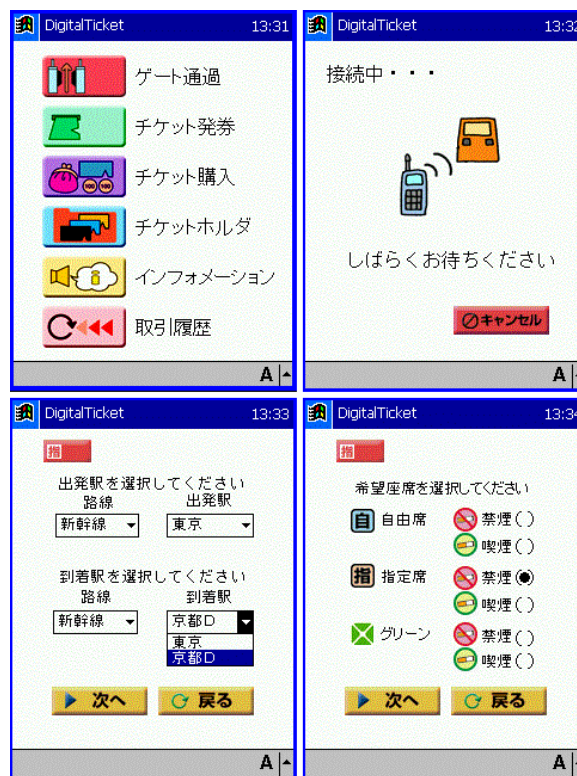 DigitalTicket 13:31
ゲート通過
チケット発券
100 100
チケット購入
チケットホルダ
インフォメーション
取引履歴
A
DigitalTicket 13:32
接続中・・・
しばらくお待ちください
キャンセル
A
DigitalTicket 13:33
指
出発駅を選択してください
路線 出発駅
新幹線 東京
到着駅を選択してください
路線 到着駅
新幹線 京都D
東京
京都D
次へ 戻る
A
DigitalTicket 13:34
指
希望座席を選択してください
自 自由席 禁煙( )
喫煙( )
指 指定席 禁煙(●)
喫煙( )
グリーン 禁煙( )
喫煙( )
次へ 戻る
A